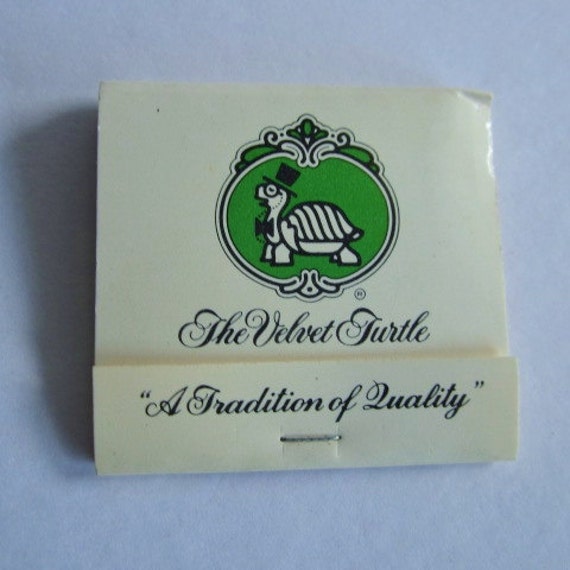 ®
The Velvet Turtle
"A Tradition of Quality"